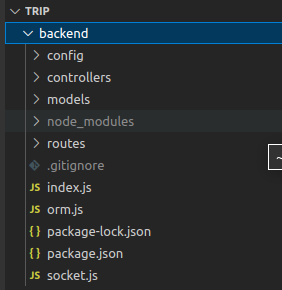 TRIP
backend
config
controllers
models
node_modules
routes
.gitignore
JS index.js
JS orm.js
{} package-lock.json
{} package.json
JS socket.js
~